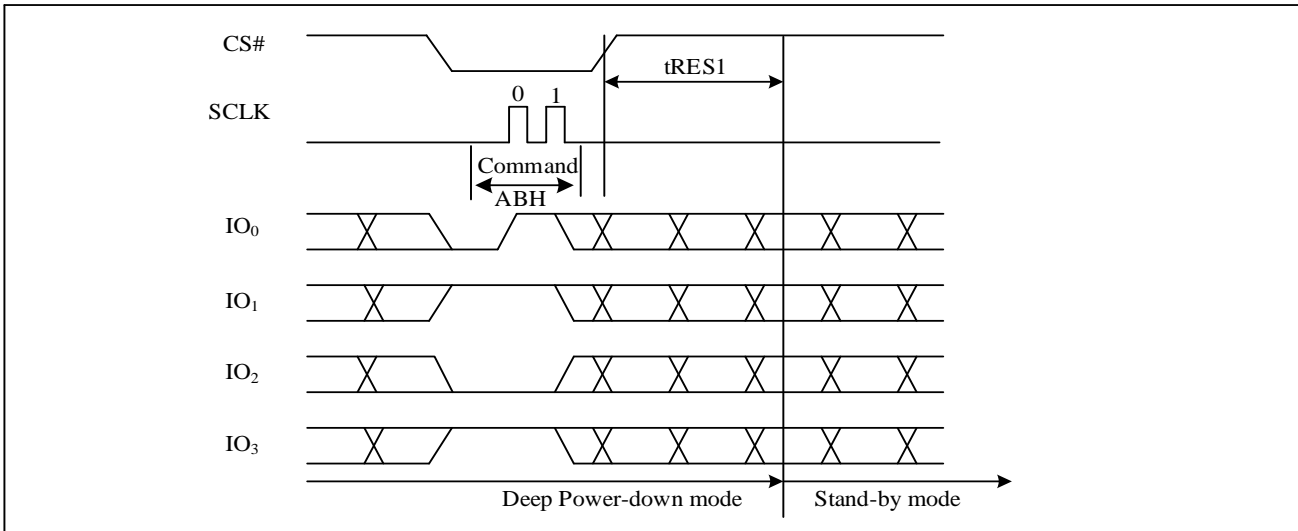 CS#
tRES1
0 1
SCLK
Command
ABH
IO0
IO1
IO2
IO3
Deep Power-down mode Stand-by mode